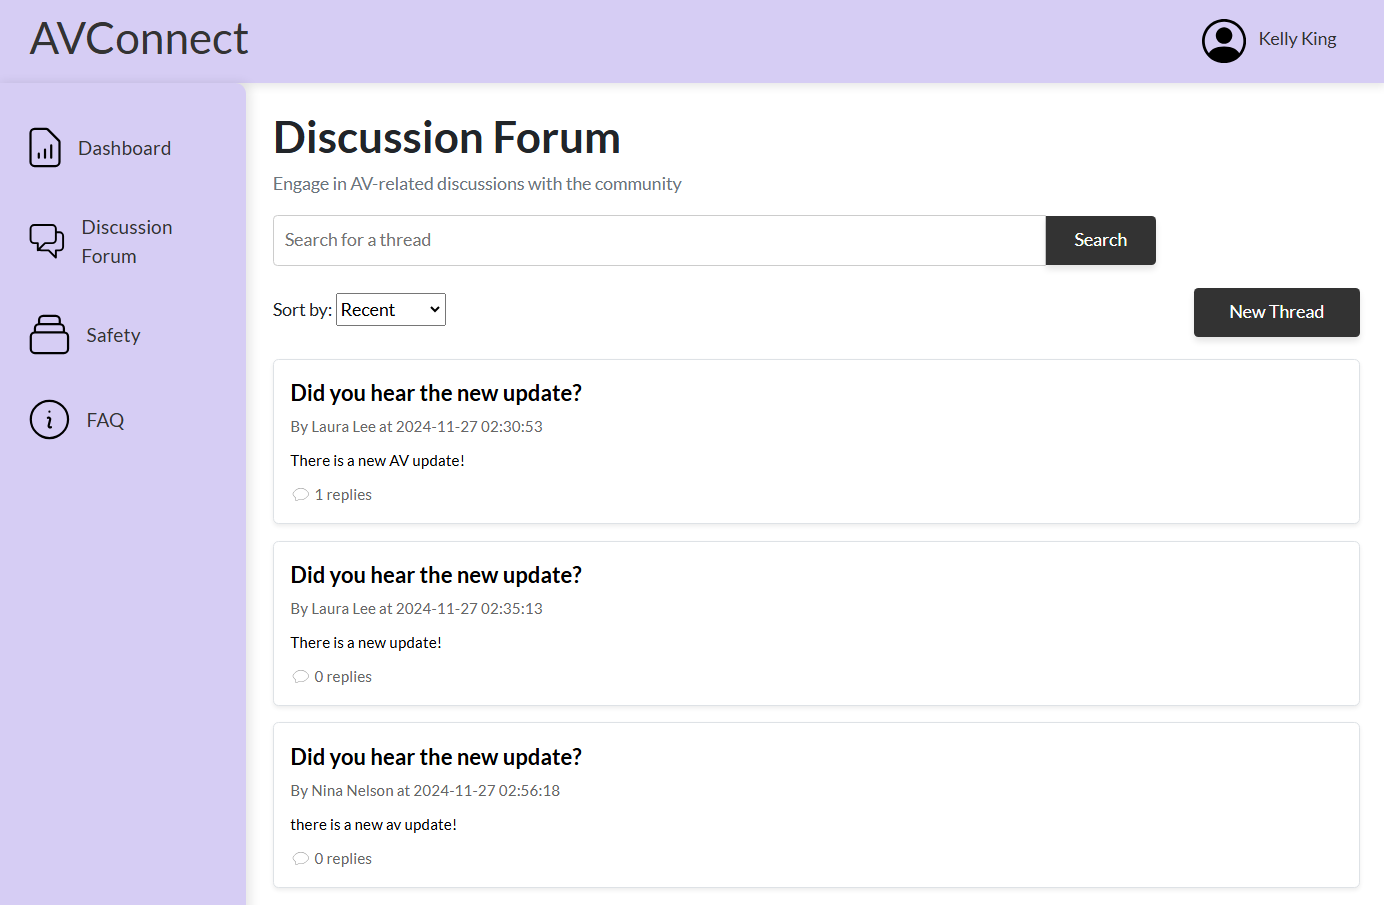 AVConnect
Kelly King
Dashboard
Discussion
Forum
Safety
FAQ
Discussion Forum
Engage in AV-related discussions with the community
Search for a thread
Search
Sort by: Recent
New Thread
Did you hear the new update?
By Laura Lee at 2024-11-27 02:30:53
There is a new AV update!
1 replies
Did you hear the new update?
By Laura Lee at 2024-11-27 02:35:13
There is a new update!
0 replies
Did you hear the new update?
By Nina Nelson at 2024-11-27 02:56:18
there is a new av update!
0 replies